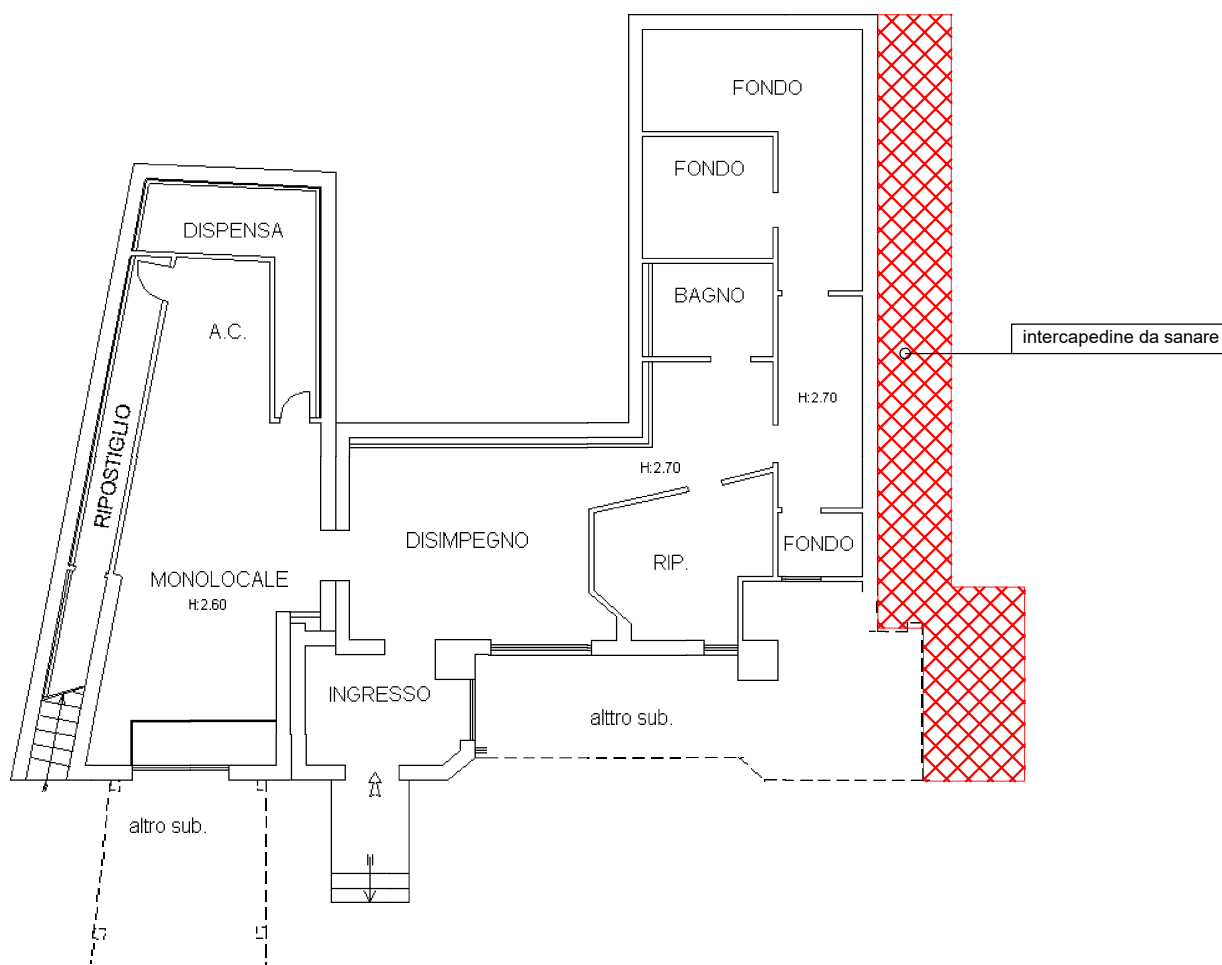 FONDO
FONDO
DISPENSA
BAGNO
A.C.
intercapedine da sanare
H:2.70
RIPOSTIGLIO
H:2.70
DISIMPEGNO
FONDO
RIP.
MONOLOCALE
H:2.60
INGRESSO
alttro sub.
altro sub.